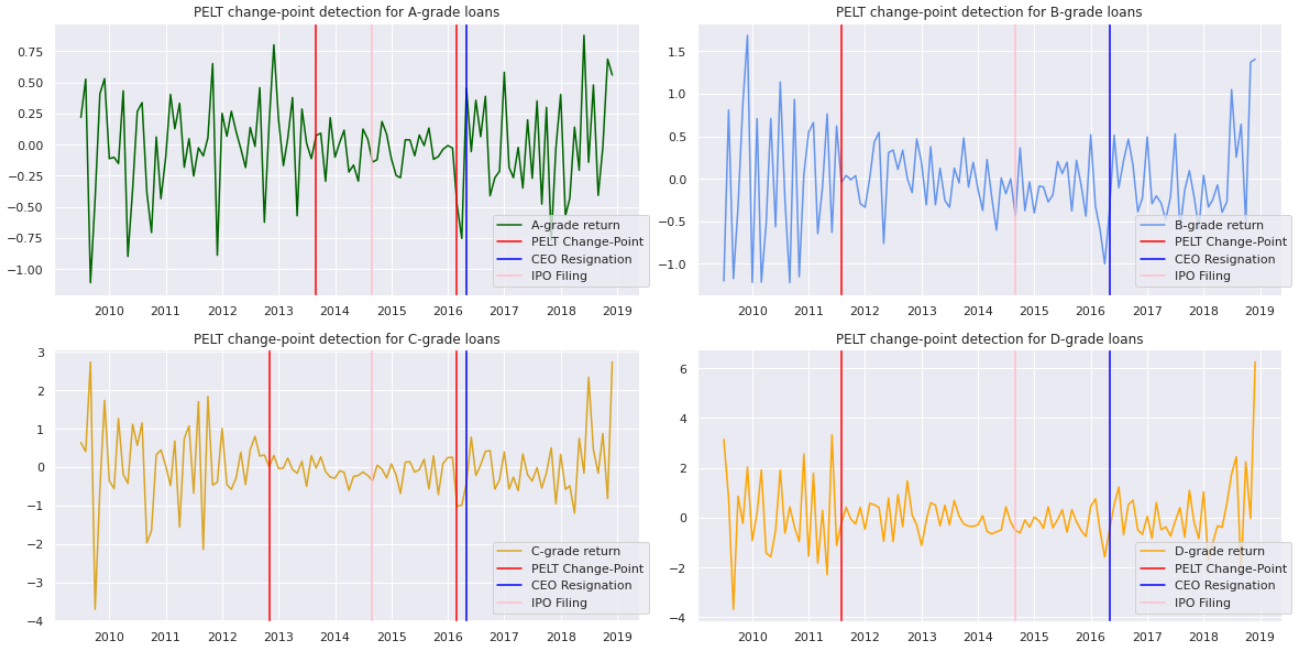 PELT change-point detection for A-grade loans
0.75
0.50
0.25
0.00
−0.25
−0.50
−0.75
−1.00
A-grade return
PELT Change-Point
CEO Resignation
IPO Filing
2010 2011 2012 2013 2014 2015 2016 2017 2018 2019
PELT change-point detection for B-grade loans
1.5
1.0
0.5
0.0
−0.5
−1.0
B-grade return
PELT Change-Point
CEO Resignation
IPO Filing
2010 2011 2012 2013 2014 2015 2016 2017 2018 2019
PELT change-point detection for C-grade loans
3
2
1
0
−1
−2
−3
−4
C-grade return
PELT Change-Point
CEO Resignation
IPO Filing
2010 2011 2012 2013 2014 2015 2016 2017 2018 2019
PELT change-point detection for D-grade loans
6
4
2
0
−2
−4
D-grade return
PELT Change-Point
CEO Resignation
IPO Filing
2010 2011 2012 2013 2014 2015 2016 2017 2018 2019